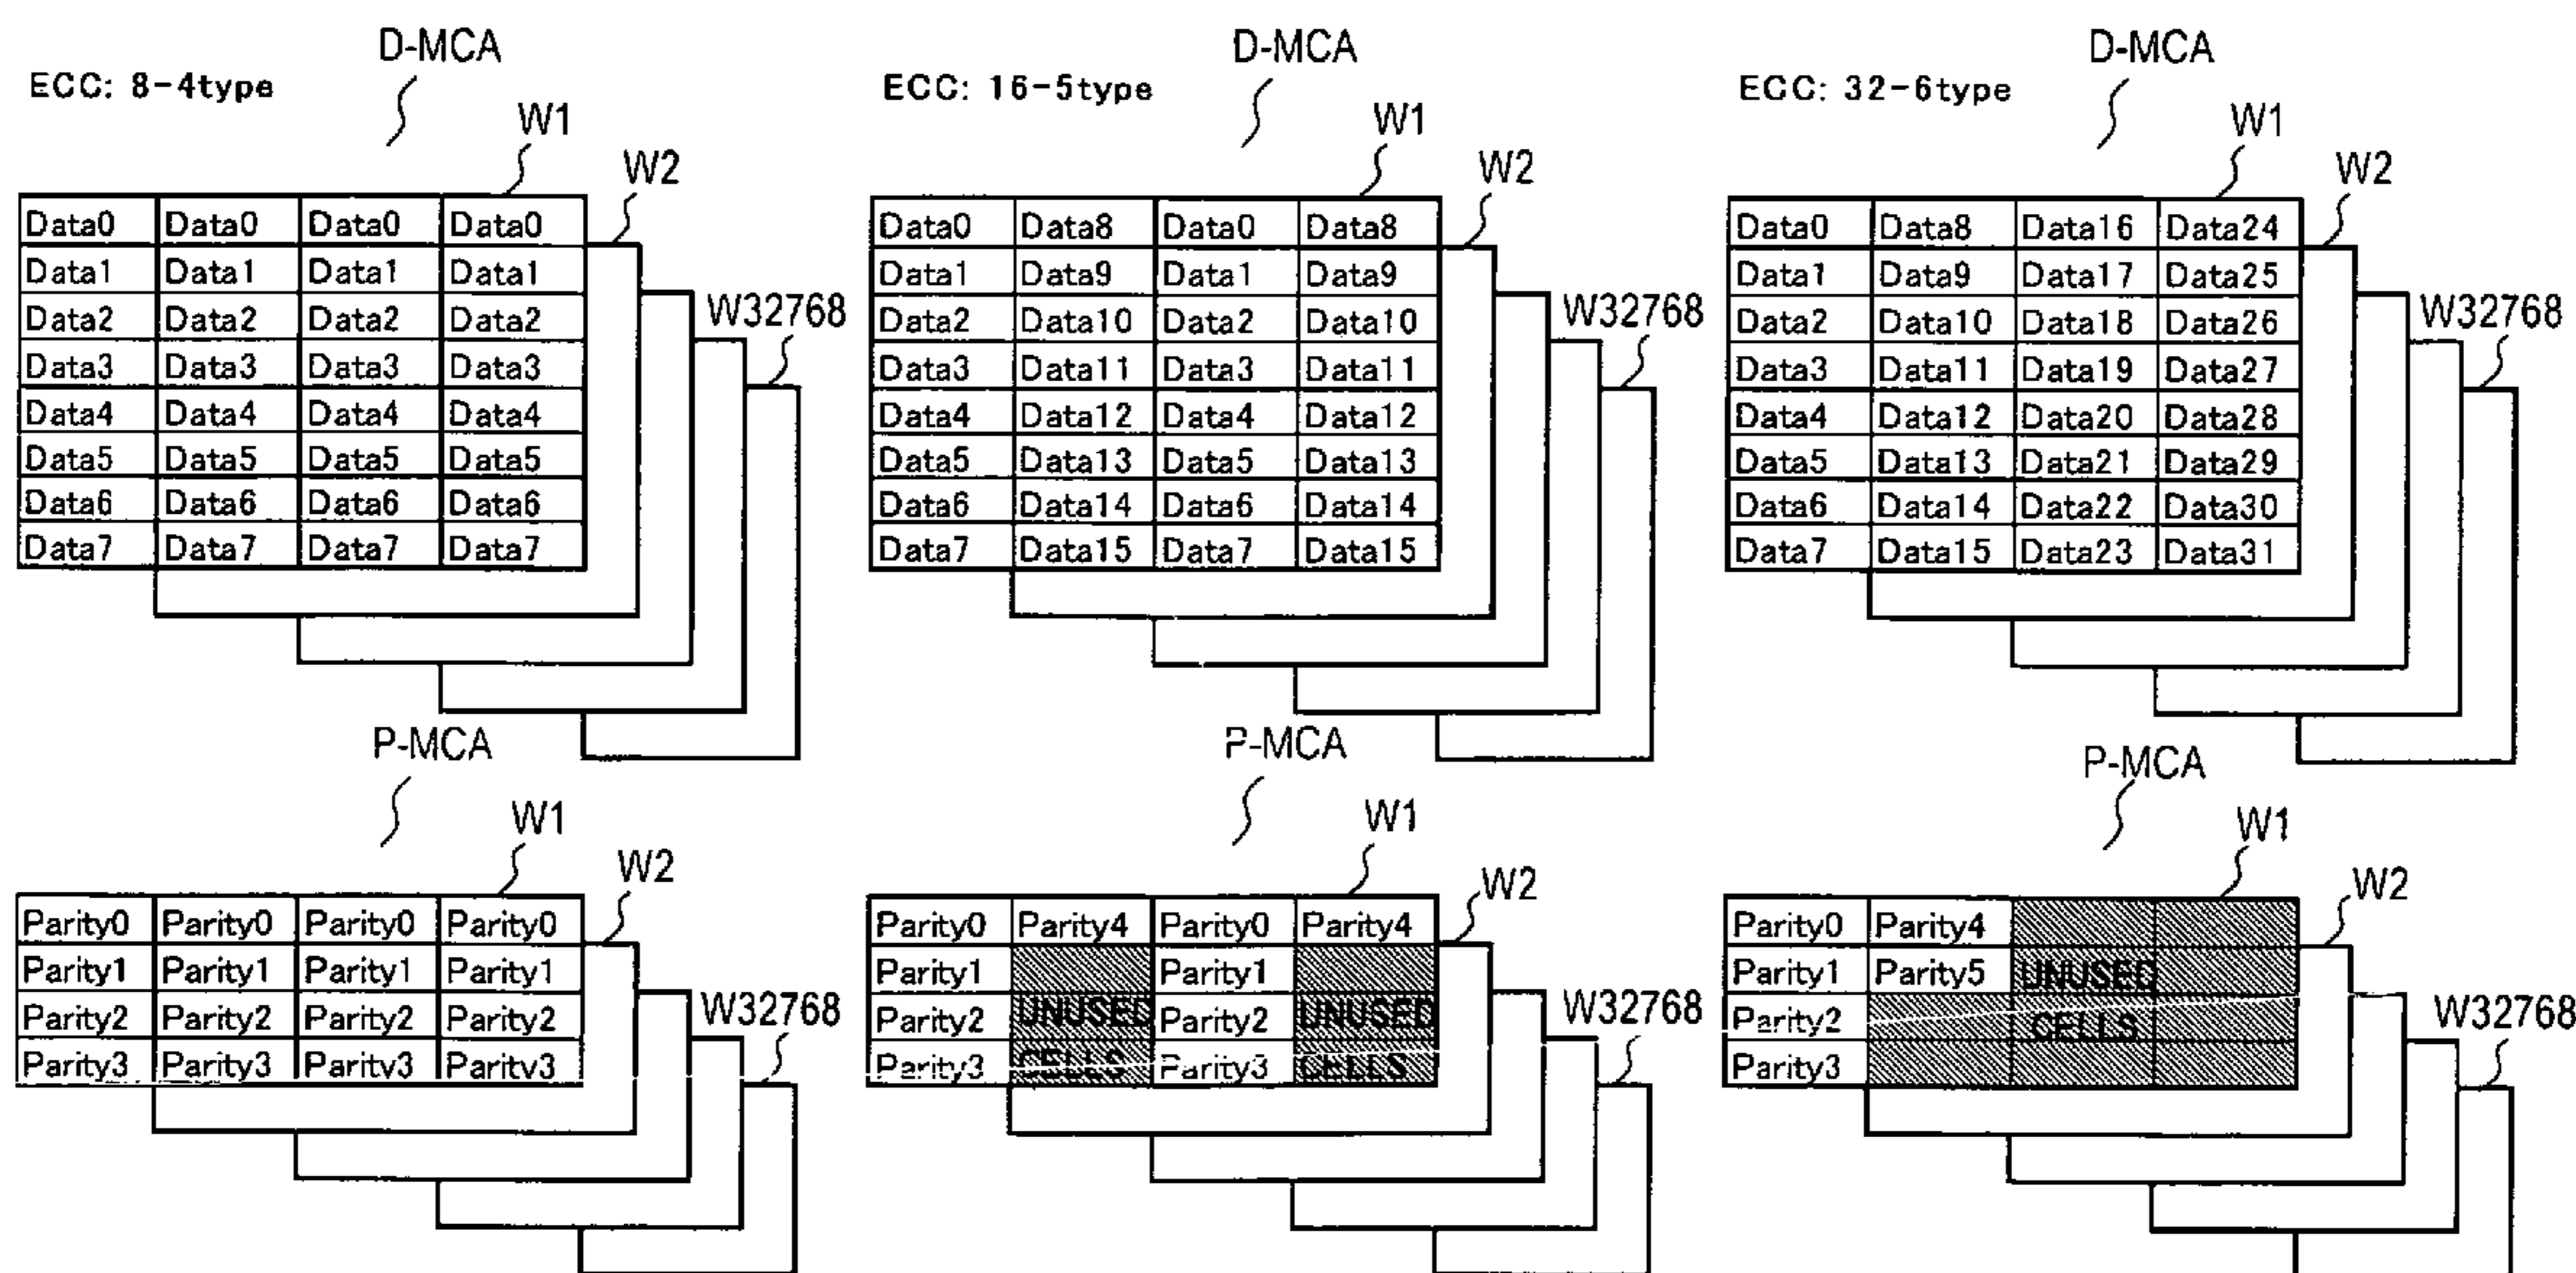 ECC: 8-4type
D-MCA
W1
W2
W32768
Data0 Data0 Data0 Data0
Data1 Data1 Data1 Data1
Data2 Data2 Data2 Data2
Data3 Data3 Data3 Data3
Data4 Data4 Data4 Data4
Data5 Data5 Data5 Data5
Data6 Data6 Data6 Data6
Data7 Data7 Data7 Data7
P-MCA
W1
W2
W32768
Parity0 Parity0 Parity0 Parity0
Parity1 Parity1 Parity1 Parity1
Parity2 Parity2 Parity2 Parity2
Parity3 Parity3 Parity3 Parity3
ECC: 16-5type
D-MCA
W1
W2
W32768
Data0 Data8 Data0 Data8
Data1 Data9 Data1 Data9
Data2 Data10 Data2 Data10
Data3 Data11 Data3 Data11
Data4 Data12 Data4 Data12
Data5 Data13 Data5 Data13
Data6 Data14 Data6 Data14
Data7 Data15 Data7 Data15
P-MCA
W1
W2
W32768
Parity0 Parity4 Parity0 Parity4
Parity1 Parity1
Parity2 UNUSED Parity2 UNUSED
Parity3 CELLS Parity3 CELLS
ECC: 32-6type
D-MCA
W1
W2
W32768
Data0 Data8 Data16 Data24
Data1 Data9 Data17 Data25
Data2 Data10 Data18 Data26
Data3 Data11 Data19 Data27
Data4 Data12 Data20 Data28
Data5 Data13 Data21 Data29
Data6 Data14 Data22 Data30
Data7 Data15 Data23 Data31
P-MCA
W1
W2
W32768
Parity0 Parity4
Parity1 Parity5 UNUSED
Parity2 CELLS
Parity3